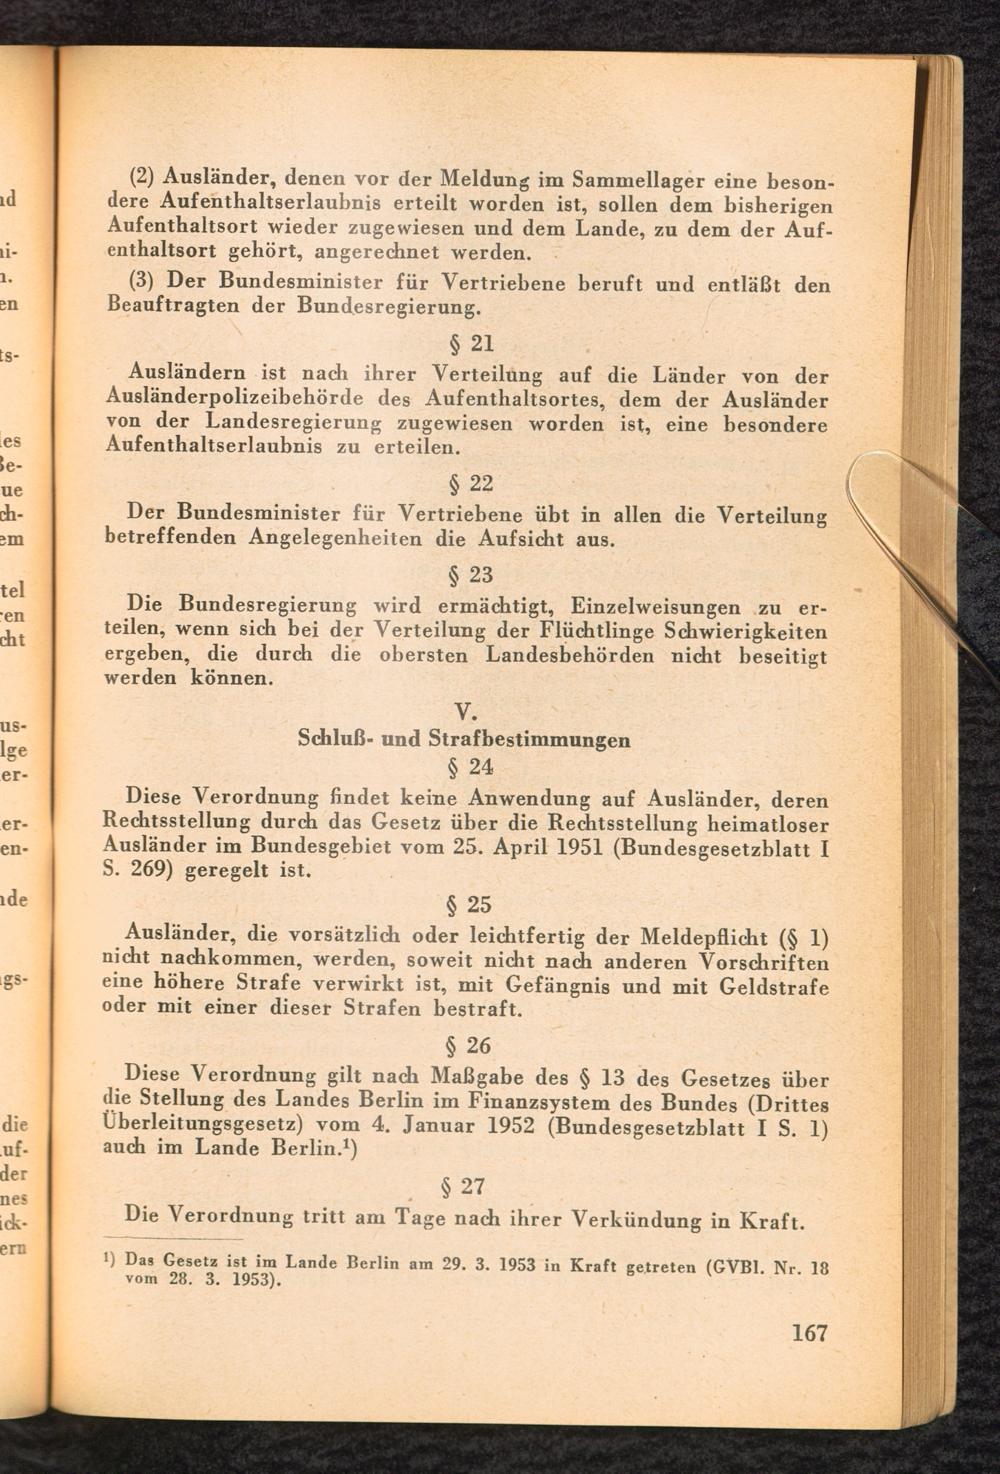 (2) Ausländer, denen vor der Meldung im Sammellager eine beson-
dere Aufenthaltserlaubnis erteilt worden ist, sollen dem bisherigen
Aufenthaltsort wieder zugewiesen und dem Lande, zu dem der Auf-
enthaltsort gehört, angerechnet werden.
(3) Der Bundesminister für Vertriebene beruft und entläßt den
Beauftragten der Bundesregierung.
§ 21
Ausländern ist nach ihrer Verteilung auf die Länder von der
Ausländerpolizeibehörde des Aufenthaltsortes, dem der Ausländer
von der Landesregierung zugewiesen worden ist, eine besondere
Aufenthaltserlaubnis zu erteilen.
§ 22
Der Bundesminister für Vertriebene übt in allen die Verteilung
betreffenden Angelegenheiten die Aufsicht aus.
§ 23
Die Bundesregierung wird ermächtigt, Einzelweisungen zu er-
teilen, wenn sich bei der Verteilung der Flüchtlinge Schwierigkeiten
ergeben, die durch die obersten Landesbehörden nicht beseitigt
werden können.
V.
Schluß- und Strafbestimmungen
§ 24
Diese Verordnung findet keine Anwendung auf Ausländer, deren
Rechtsstellung durch das Gesetz über die Rechtsstellung heimatloser
Ausländer im Bundesgebiet vom 25. April 1951 (Bundesgesetzblatt I
S. 269) geregelt ist.
§ 25
Ausländer, die vorsätzlich oder leichtfertig der Meldepflicht (§ 1)
nicht nachkommen, werden, soweit nicht nach anderen Vorschriften
eine höhere Strafe verwirkt ist, mit Gefängnis und mit Geldstrafe
oder mit einer dieser Strafen bestraft.
§ 26
Diese Verordnung gilt nach Maßgabe des § 13 des Gesetzes über
die Stellung des Landes Berlin im Finanzsystem des Bundes (Drittes
Überleitungsgesetz) vom 4. Januar 1952 (Bundesgesetzblatt I S. 1)
auch im Lande Berlin.¹)
§ 27
Die Verordnung tritt am Tage nach ihrer Verkündung in Kraft.
¹) Das Gesetz ist im Lande Berlin am 29. 3. 1953 in Kraft getreten (GVBl. Nr. 18
vom 28. 3. 1953).
167